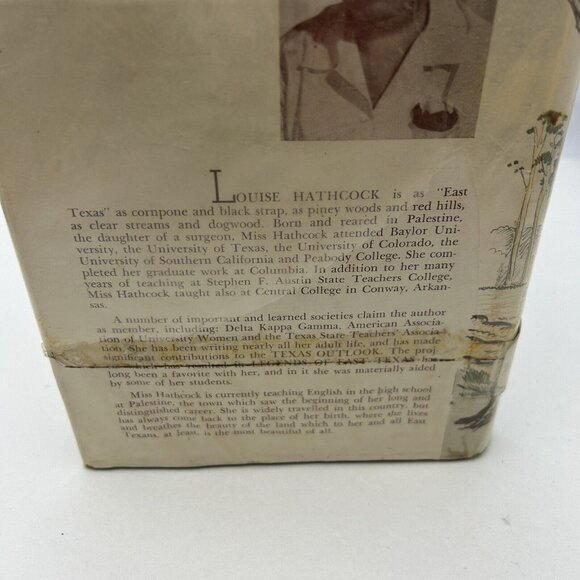 LOUISE HATHCOCK is as "East
Texas" as cornpone and black strap, as piney woods and red hills,
as clear streams and dogwood. Born and reared in Palestine,
the daughter of a surgeon, Miss Hathcock attended Baylor Uni-
versity, the University of Texas, the University of Colorado, the
University of Southern California and Peabody College. She com-
pleted her graduate work at Columbia. In addition to her many
years of teaching at Stephen F. Austin State Teachers College,
Miss Hathcock taught also at Central College in Conway, Arkan-
sas.
A number of important and learned societies claim the author
as member, including: Delta Kappa Gamma, American Associa-
tion of University Women and the Texas State Teachers' Associa-
tion. She has been writing nearly all her adult life, and has made
significant contributions to the TEXAS OUTLOOK. The proj-
which has resulted in LEGENDS OF EAST TEXAS has
long been a favorite with her, and in it she was materially aided
by some of her students.
Miss Hathcock is currently teaching English in the high school
at Palestine, the town which saw the beginning of her long and
distinguished career. She is widely travelled in this country, but
has always come back to the place of her birth, where she lives
and breathes the beauty of the land which to her and all East
Texans, at least, is the most beautiful of all.